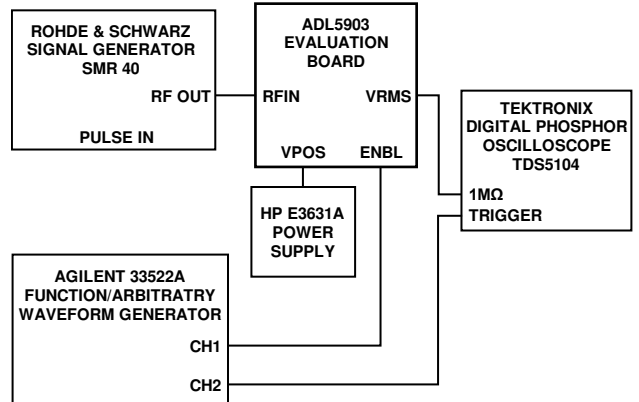 ROHDE & SCHWARZ
SIGNAL GENERATOR
SMR 40
RF OUT
PULSE IN
ADL5903
EVALUATION
BOARD
RFIN
VRMS
VPOS
ENBL
HP E3631A
POWER
SUPPLY
TEKTRONIX
DIGITAL PHOSPHOR
OSCILLOSCOPE
TDS5104
1MΩ
TRIGGER
AGILENT 33522A
FUNCTION/ARBITRATRY
WAVEFORM GENERATOR
CH1
CH2